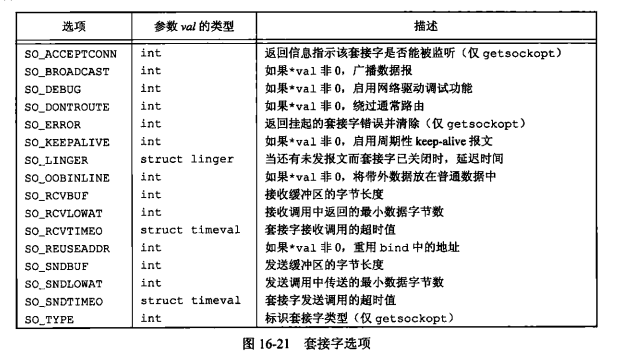 选项 参数 val 的类型 描述
SO_ACCEPTCONN int 返回信息指示该套接字是否能被监听（仅 getsockopt）
SO_BROADCAST int 如果*val 非 0，广播数据报
SO_DEBUG int 如果*val 非 0，启用网络驱动调试功能
SO_DONTROUTE int 如果*val 非 0，绕过通常路由
SO_ERROR int 返回挂起的套接字错误并清除（仅 getsockopt）
SO_KEEPALIVE int 如果*val 非 0，启用周期性 keep-alive 报文
SO_LINGER struct linger 当还有未发报文而套接字已关闭时，延迟时间
SO_OOBINLINE int 如果*val 非 0，将带外数据放在普通数据中
SO_RCVBUF int 接收缓冲区的字节长度
SO_RCVLOWAT int 接收调用中返回的最小数据字节数
SO_RCVTIMEO struct timeval 套接字接收调用的超时值
SO_REUSEADDR int 如果*val 非 0，重用 bind 中的地址
SO_SNDBUF int 发送缓冲区的字节长度
SO_SNDLOWAT int 发送调用中传送的最小数据字节数
SO_SNDTIMEO struct timeval 套接字发送调用的超时值
SO_TYPE int 标识套接字类型（仅 getsockopt）
图 16-21 套接字选项